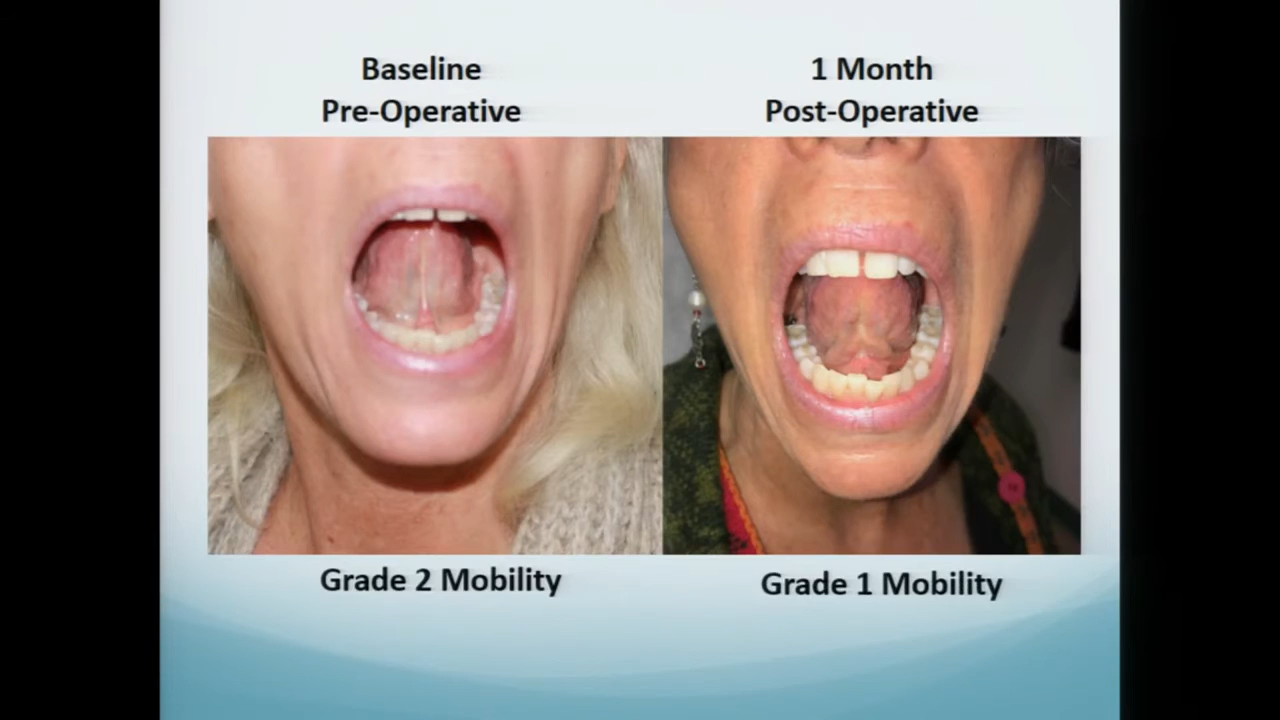 Baseline
Pre-Operative
1 Month
Post-Operative
Grade 2 Mobility
Grade 1 Mobility